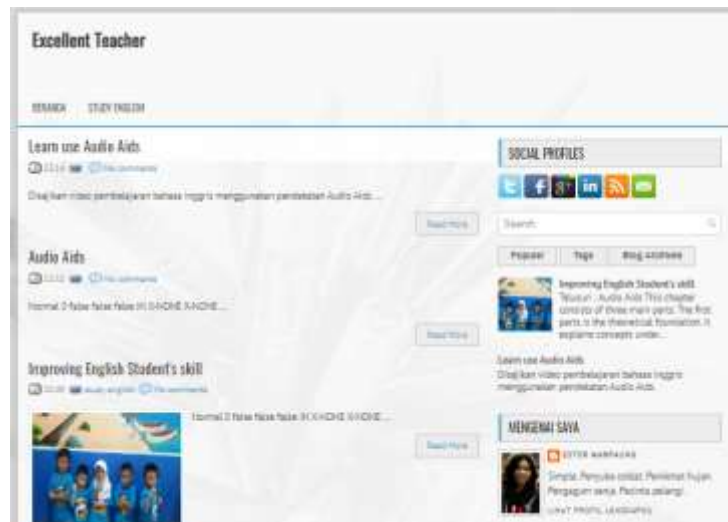 Excellent Teacher
BERANDA STUDY ENGLISH
Learn use Audio Aids
No comments
Disajikan video pembelajaran bahasa inggris menggunakan pendekatan Audio Aids....
Read More
Audio Aids
No comments
Normal 0 false false false IN X-NONE X-NONE ...
Read More
Improving English Student's skill
study english No comments
Normal 0 false false false IN X-NONE X-NONE ...
Read More
SOCIAL PROFILES
Search
Popular Tags Blog Archives
Improving English Student's skill
Telusuri : Audio Aids This chapter
consists of three main parts. The first
parts is the theoretical foundation. It
explains concepts under...
Learn use Audio Aids
Disajikan video pembelajaran bahasa inggris
menggunakan pendekatan Audio Aids.
MENGENAI SAYA
Simple. Penyuka coklat. Penikmat hujan.
Pengagum senja. Pecinta pelangi
LIHAT PROFIL LENGKAPKU